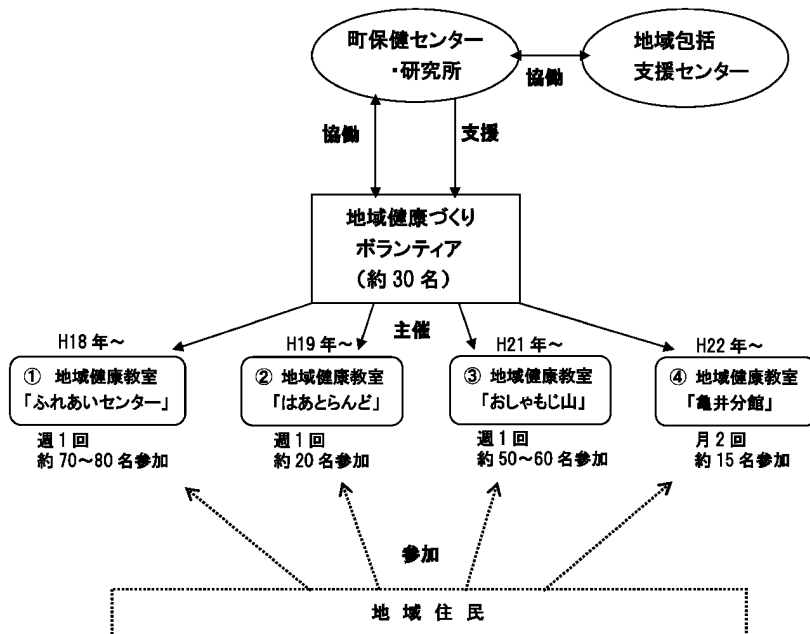 町保健センター
・研究所
地域包括
支援センター
協働
協働
支援
地域健康づくり
ボランティア
（約30名）
主催
H18年～
H19年～
H21年～
H22年～
① 地域健康教室
「ふれあいセンター」
② 地域健康教室
「はあとらんど」
③ 地域健康教室
「おしゃもじ山」
④ 地域健康教室
「亀井分館」
週1回
約70～80名参加
週1回
約20名参加
週1回
約50～60名参加
月2回
約15名参加
参加
地域住民